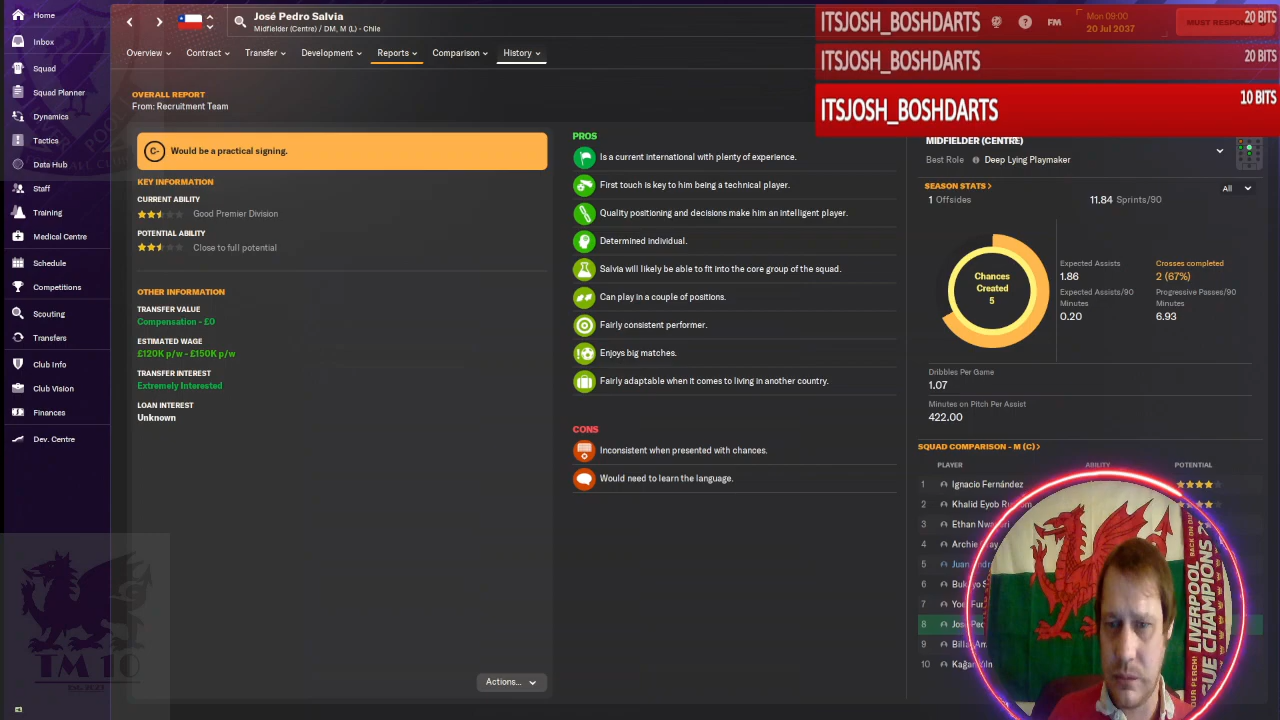 Home
Inbox
Squad
Squad Planner
Dynamics
Tactics
Data Hub
Staff
Training
Medical Centre
Schedule
Competitions
Scouting
Transfers
Club Info
Club Vision
Finances
Dev. Centre
TM 10
José Pedro Salvia
Midfielder (Centre) / DM, M (L) - Chile
Overview
Contract
Transfer
Development
Reports
Comparison
History
FM
Mon 09:00
20 Jul 2037
ITSJOSH_BOSHDARTS
20 BITS
ITSJOSH_BOSHDARTS
20 BITS
ITSJOSH_BOSHDARTS
10 BITS
OVERALL REPORT
From: Recruitment Team
C-
Would be a practical signing.
KEY INFORMATION
CURRENT ABILITY
Good Premier Division
POTENTIAL ABILITY
Close to full potential
OTHER INFORMATION
TRANSFER VALUE
Compensation - £0
ESTIMATED WAGE
£120K p/w - £150K p/w
TRANSFER INTEREST
Extremely Interested
LOAN INTEREST
Unknown
Actions...
PROS
Is a current international with plenty of experience.
First touch is key to him being a technical player.
Quality positioning and decisions make him an intelligent player.
Determined individual.
Salvia will likely be able to fit into the core group of the squad.
Can play in a couple of positions.
Fairly consistent performer.
Enjoys big matches.
Fairly adaptable when it comes to living in another country.
CONS
Inconsistent when presented with chances.
Would need to learn the language.
MIDFIELDER (CENTRE)
Best Role
Deep Lying Playmaker
SEASON STATS >
All
1 Offsides
11.84 Sprints/90
Chances
Created
5
Expected Assists
1.86
Crosses completed
2 (67%)
Expected Assists/90
Minutes
0.20
Progressive Passes/90
Minutes
6.93
Dribbles Per Game
1.07
Minutes on Pitch Per Assist
422.00
SQUAD COMPARISON - M (C) >
PLAYER
ABILITY
POTENTIAL
1 Ignacio Fernández
2 Khalid Eyob
3 Ethan
4 Archie
5 Juan
6
7
8
9
10 Kağan
LIVERPOOL